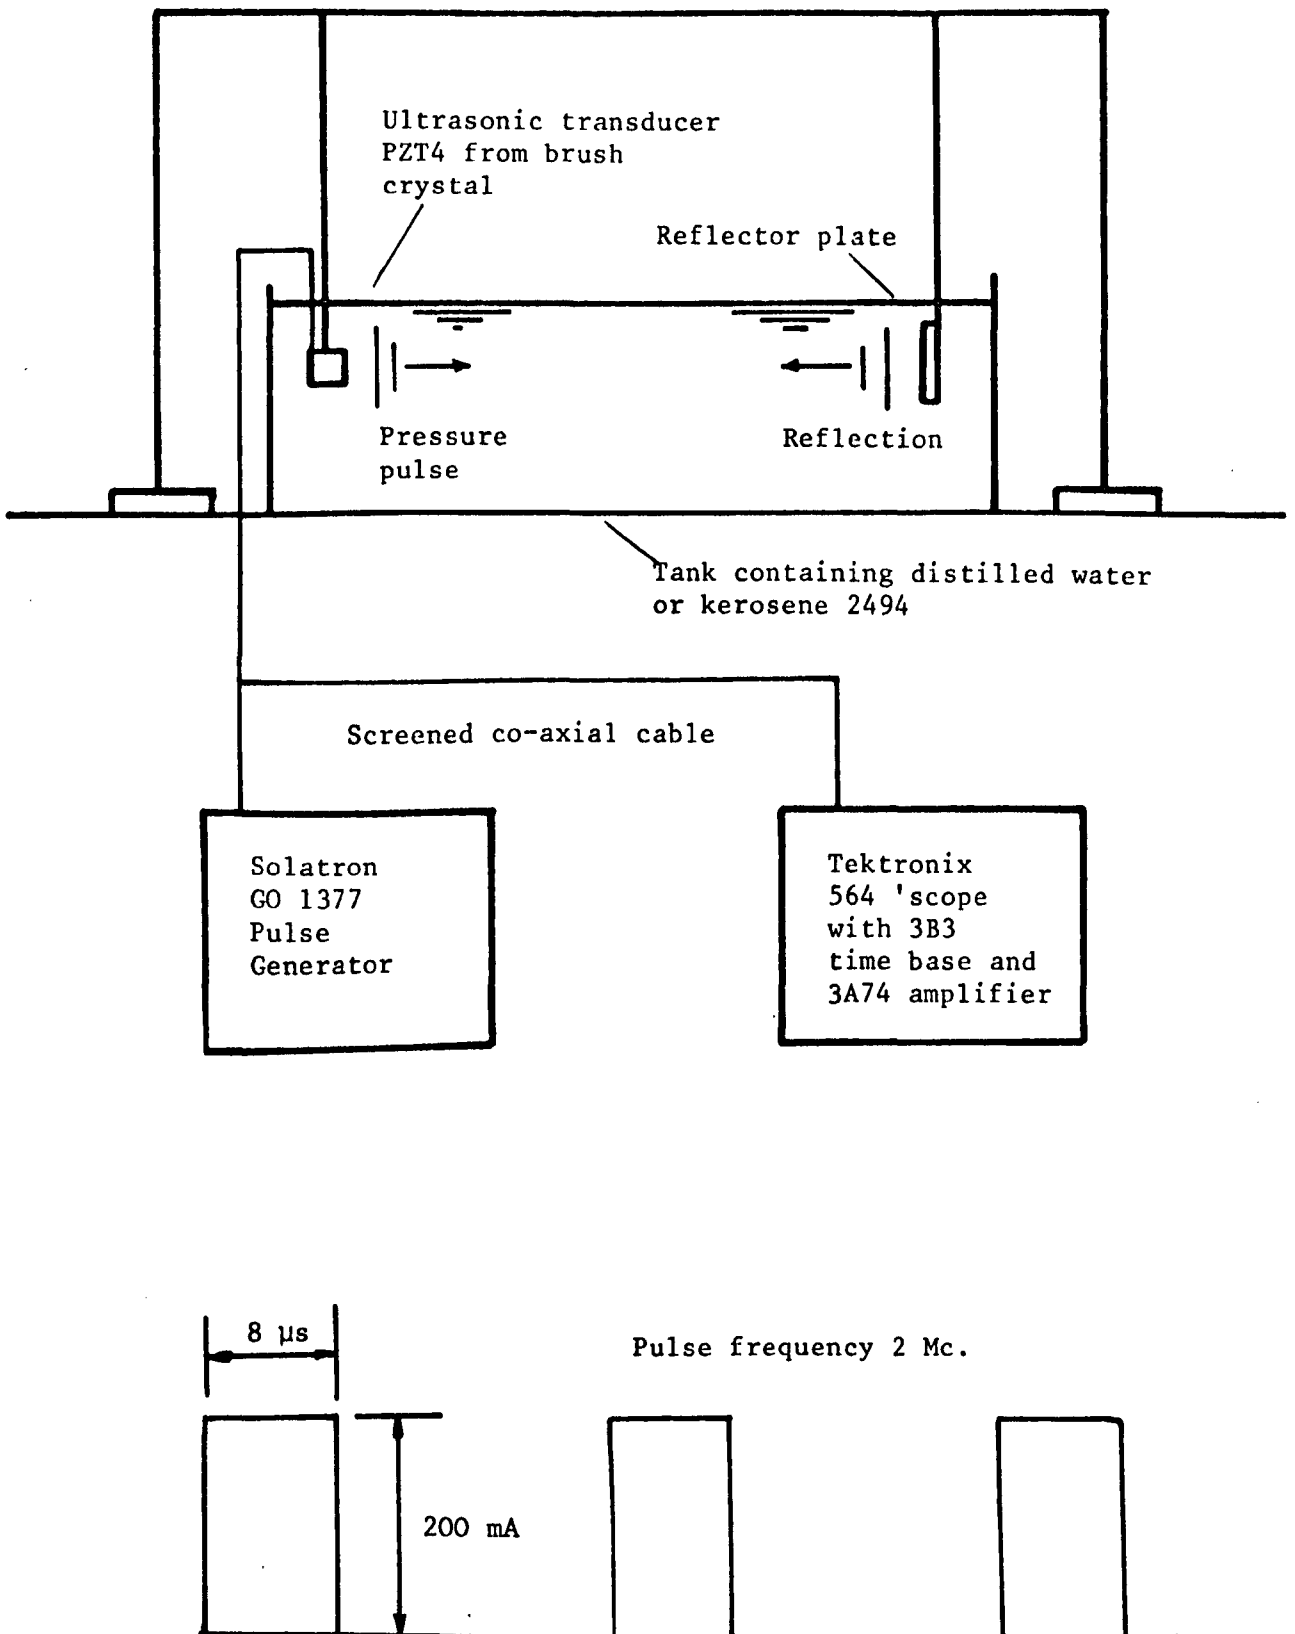 Ultrasonic transducer
PZT4 from brush
crystal
Reflector plate
Pressure
pulse
Reflection
Tank containing distilled water
or kerosene 2494
Screened co-axial cable
Solatron
GO 1377
Pulse
Generator
Tektronix
564 'scope
with 3B3
time base and
3A74 amplifier
8 µs
Pulse frequency 2 Mc.
200 mA